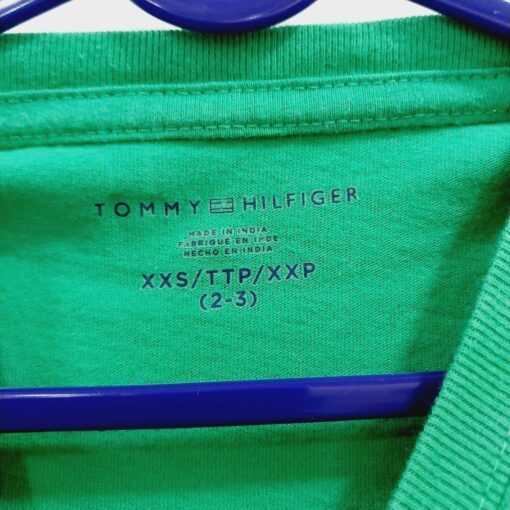 TOMMY HILFIGER
MADE IN INDIA
FABRIQUÉ EN INDE
HECHO EN INDIA
XXS/TTP/XXP
(2-3)